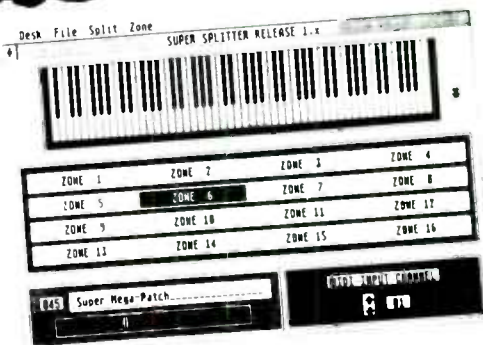 Desk File Split Zone
SUPER SPLITTER RELEASE 1.x
ZONE 1 ZONE 2 ZONE 3 ZONE 4
ZONE 5 ZONE 6 ZONE 7 ZONE 8
ZONE 9 ZONE 10 ZONE 11 ZONE 12
ZONE 13 ZONE 14 ZONE 15 ZONE 16
045 Super Mega-Patch
MIDI INPUT CHANNEL
01